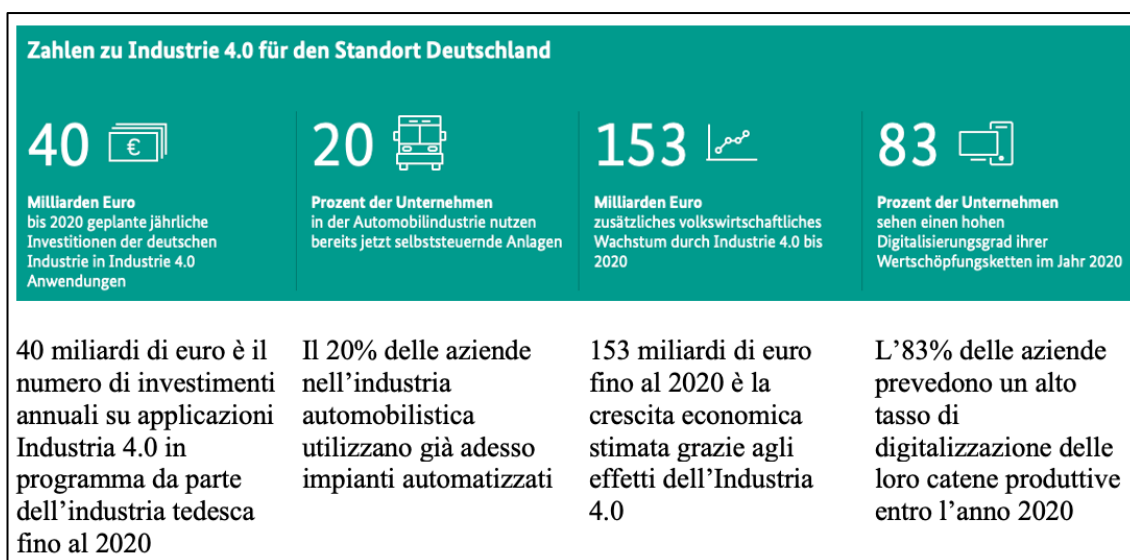 Zahlen zu Industrie 4.0 für den Standort Deutschland
40
€
Milliarden Euro
bis 2020 geplante jährliche
Investitionen der deutschen
Industrie in Industrie 4.0
Anwendungen
20
Prozent der Unternehmen
in der Automobilindustrie nutzen
bereits jetzt selbststeuernde Anlagen
153
Milliarden Euro
zusätzliches volkswirtschaftliches
Wachstum durch Industrie 4.0 bis
2020
83
Prozent der Unternehmen
sehen einen hohen
Digitalisierungsgrad ihrer
Wertschöpfungsketten im Jahr 2020
40 miliardi di euro è il
numero di investimenti
annuali su applicazioni
Industria 4.0 in
programma da parte
dell’industria tedesca
fino al 2020
Il 20% delle aziende
nell’industria
automobilistica
utilizzano già adesso
impianti automatizzati
153 miliardi di euro
fino al 2020 è la
crescita economica
stimata grazie agli
effetti dell’Industria
4.0
L’83% delle aziende
prevedono un alto
tasso di
digitalizzazione delle
loro catene produttive
entro l’anno 2020